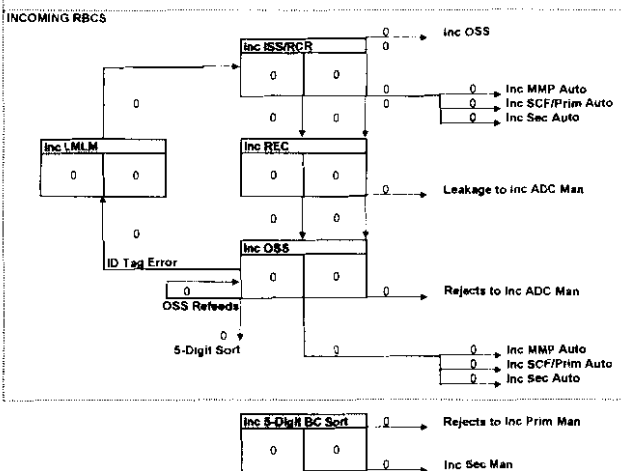 INCOMING RBCS
0 Inc OSS
Inc ISS/RCR 0
0 0
0 0 Inc MMP Auto
0 0 Inc SCF/Prim Auto
0 0 0 Inc Sec Auto
Inc LMLM Inc REC
0 0 0 0
0 Leakage to Inc ADC Man
0 0
0
Inc OSS
ID Tag Error
0 0
0 0 Rejects to Inc ADC Man
OSS Refeeds
0
5-Digit Sort
0 0 Inc MMP Auto
0 Inc SCF/Prim Auto
0 Inc Sec Auto
Inc 5-Digit BC Sort 0 Rejects to Inc Prim Man
0 0
0 Inc Sec Man